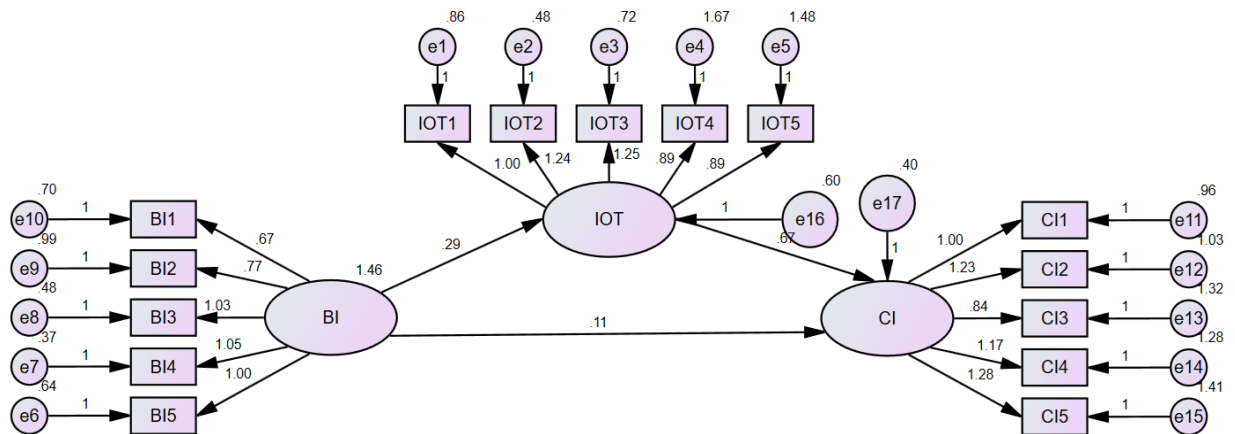 .86 .48 .72 1.67 1.48
e1 e2 e3 e4 e5
1 1 1 1 1
IOT1 IOT2 IOT3 IOT4 IOT5
1.00 1.24 1.25 .89 .89
.70 .60 .40 .96
e10 1 BI1 IOT 1 e16 e17 CI1 1 e11
.67 .29 .67 1 1.00
.99 1.03
e9 1 BI2 .77 1.23 CI2 1 e12
.48 1.46 1.32
e8 1 BI3 1.03 BI .11 CI .84 CI3 1 e13
.37 1.28
e7 1 BI4 1.05 1.17 CI4 1 e14
.64 1.00 1.28 1.41
e6 1 BI5 CI5 1 e15